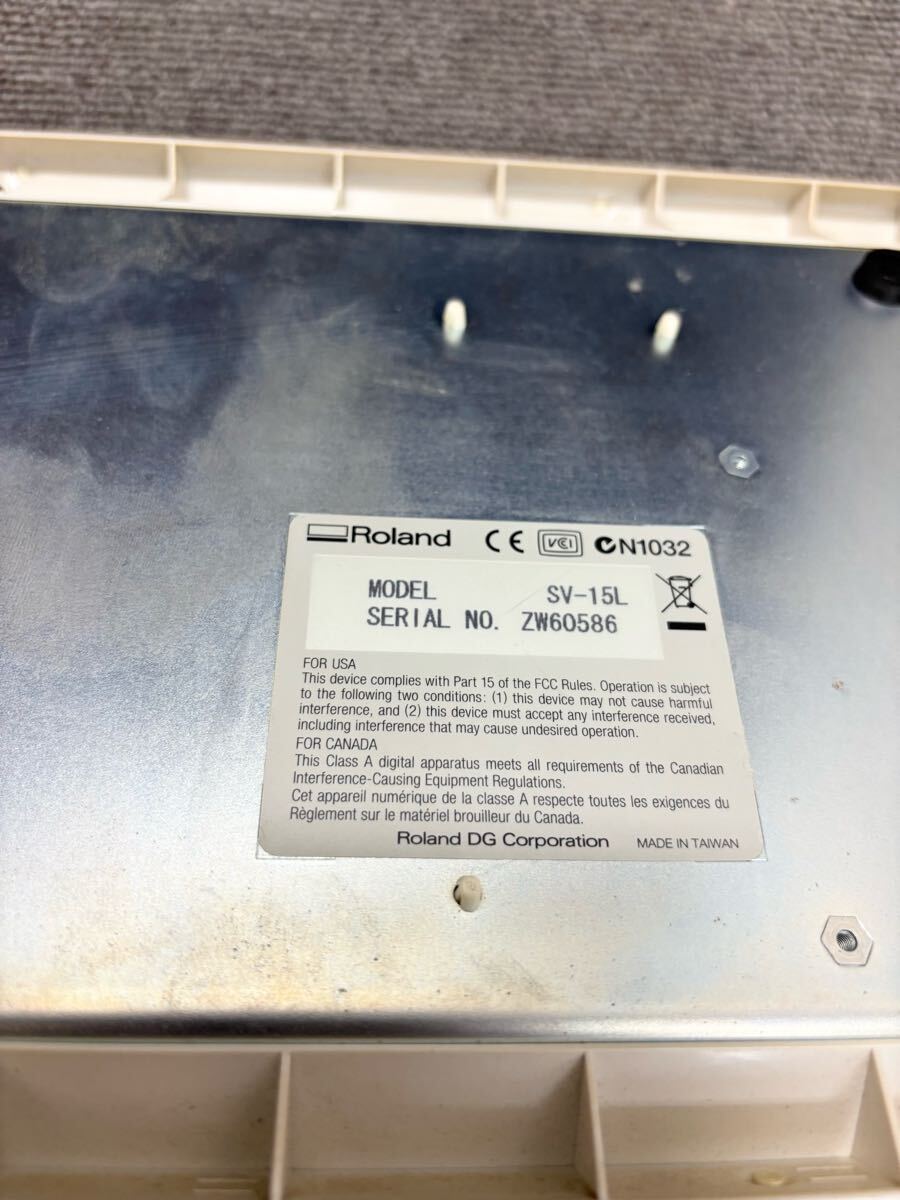 Roland CE VCI N1032
MODEL SV-15L
SERIAL NO. ZW60586
FOR USA
This device complies with Part 15 of the FCC Rules. Operation is subject
to the following two conditions: (1) this device may not cause harmful
interference, and (2) this device must accept any interference received,
including interference that may cause undesired operation.
FOR CANADA
This Class A digital apparatus meets all requirements of the Canadian
Interference-Causing Equipment Regulations.
Cet appareil numérique de la classe A respecte toutes les exigences du
Règlement sur le matériel brouilleur du Canada.
Roland DG Corporation MADE IN TAIWAN